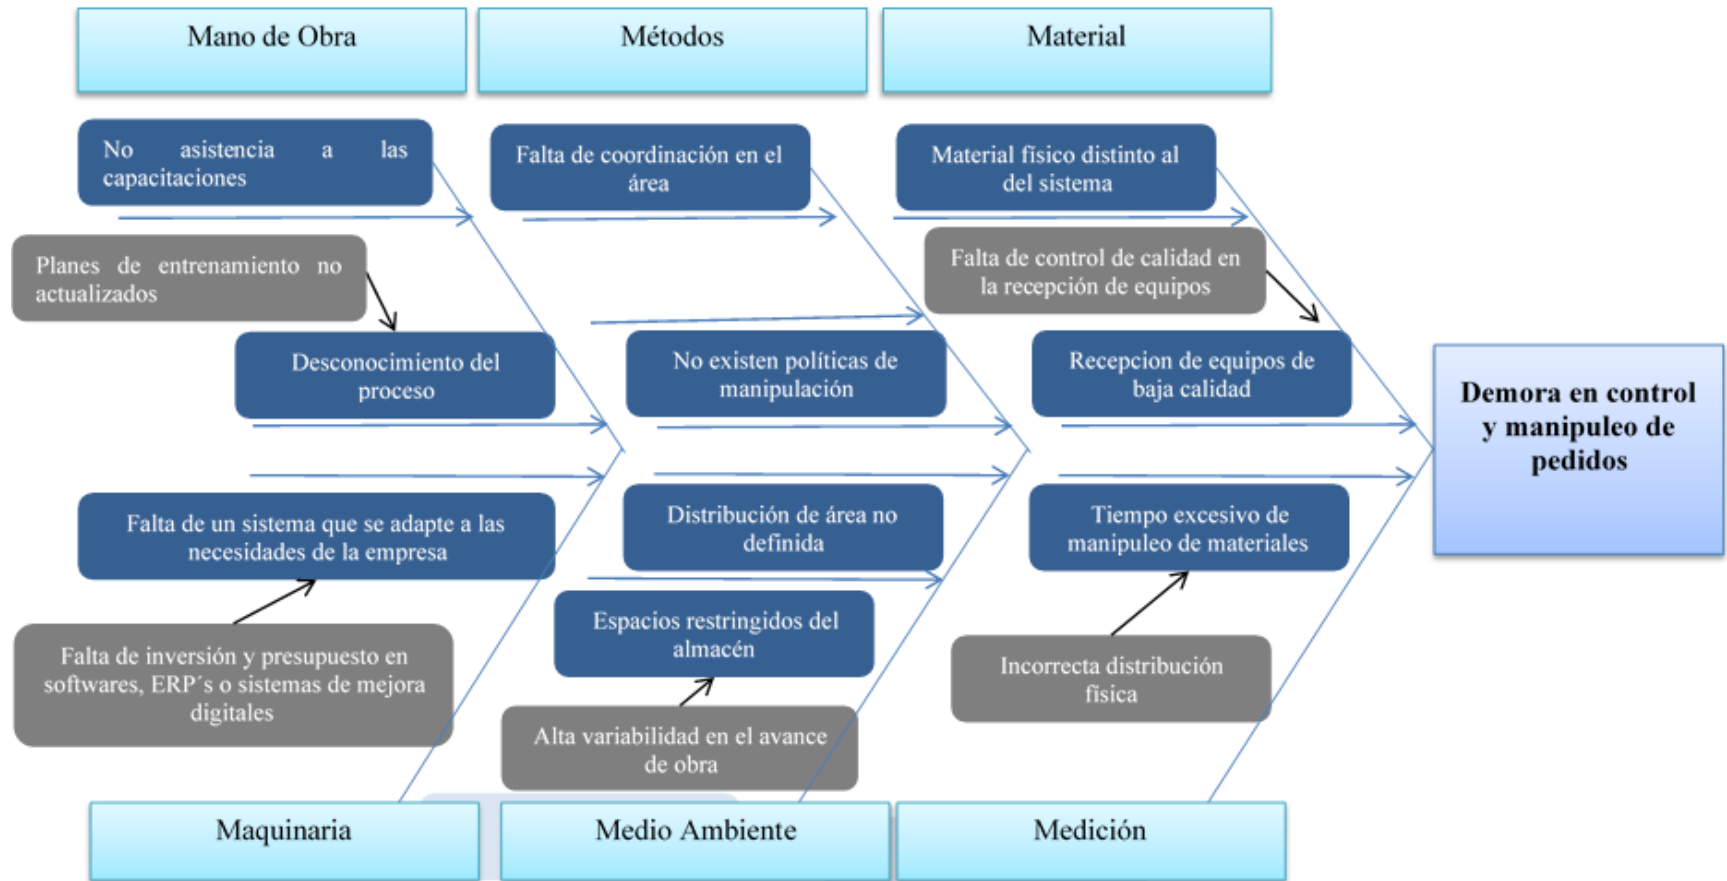 Mano de Obra
Métodos
Material
No asistencia a las
capacitaciones
Falta de coordinación en el
área
Material físico distinto al
del sistema
Planes de entrenamiento no
actualizados
Falta de control de calidad en
la recepción de equipos
Desconocimiento del
proceso
No existen políticas de
manipulación
Recepcion de equipos de
baja calidad
Demora en control
y manipuleo de
pedidos
Falta de un sistema que se adapte a las
necesidades de la empresa
Distribución de área no
definida
Tiempo excesivo de
manipuleo de materiales
Espacios restringidos del
almacén
Falta de inversión y presupuesto en
softwares, ERP´s o sistemas de mejora
digitales
Incorrecta distribución
física
Alta variabilidad en el avance
de obra
Maquinaria
Medio Ambiente
Medición